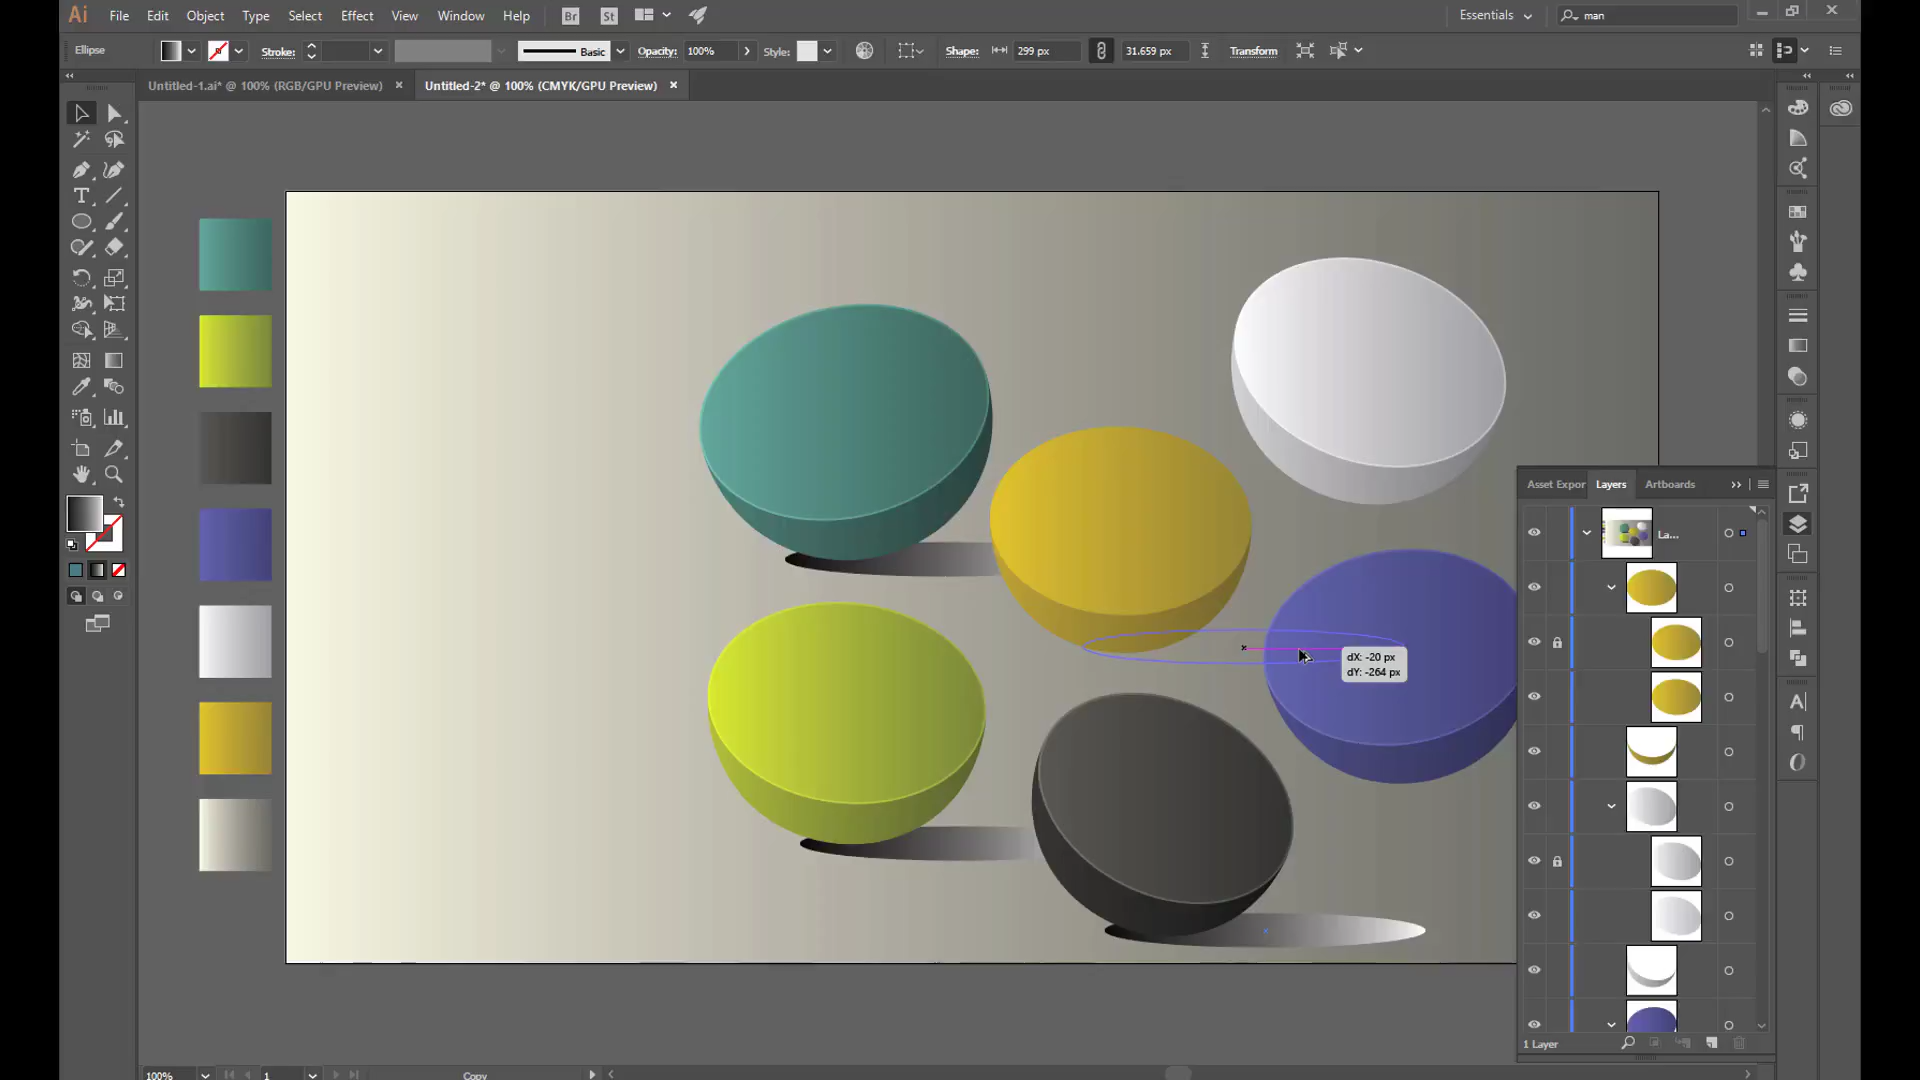 Ai File Edit Object Type Select Effect View Window Help Br St Essentials man
Ellipse Stroke: Basic Opacity: 100% Style: Shape: 299 px 31.659 px Transform
Untitled-1.ai* @ 100% (RGB/GPU Preview) Untitled-2* @ 100% (CMYK/GPU Preview)
Asset Expor Layers Artboards
La...
dX: -20 px
dY: -264 px
1 Layer
100% 1 Copy